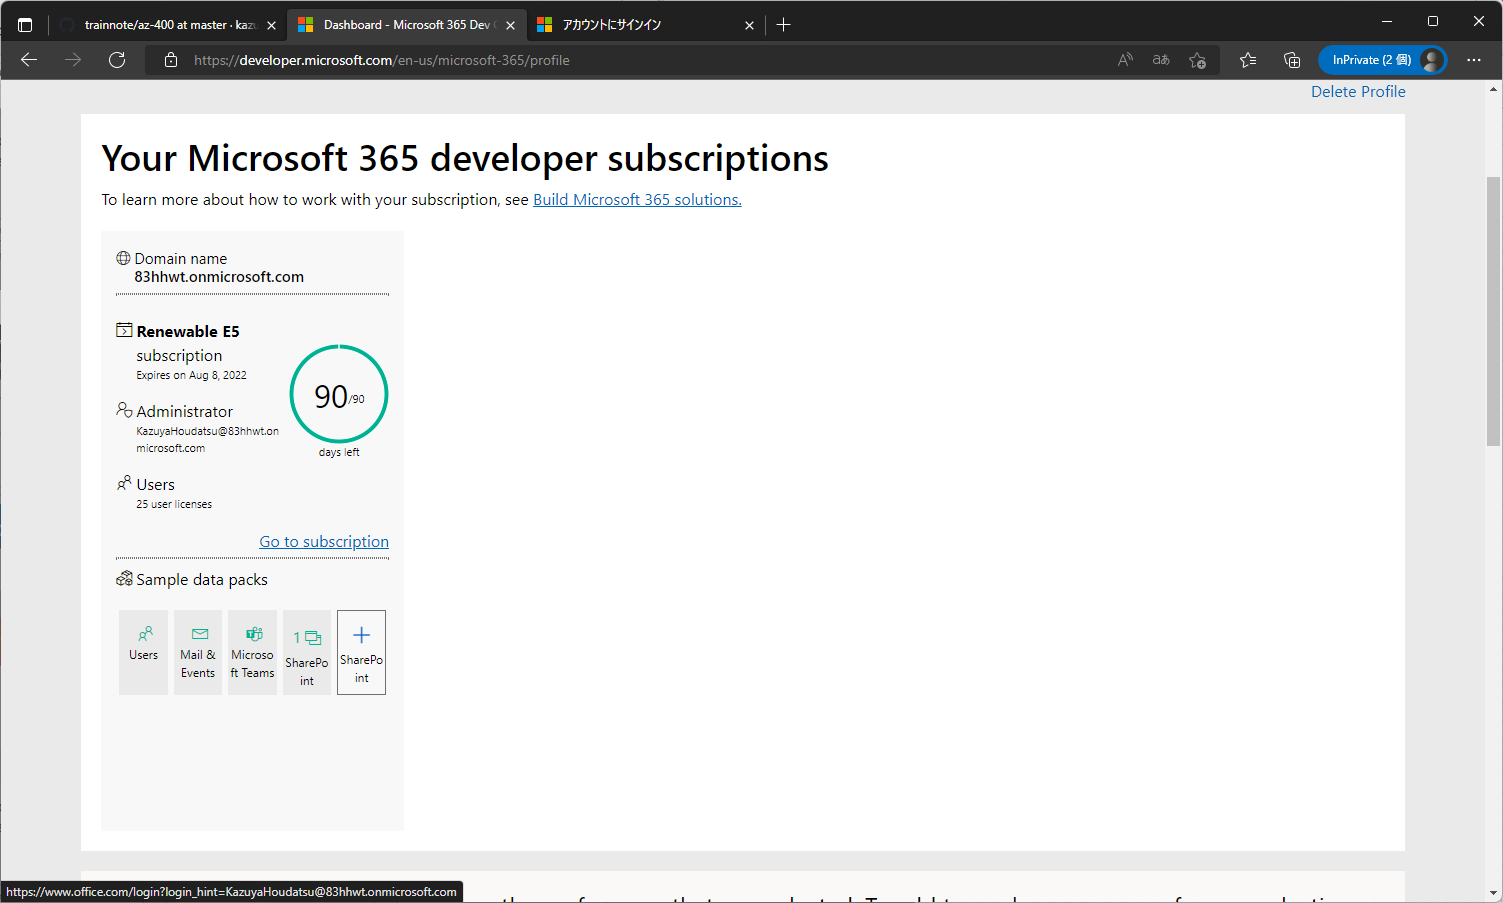 trainnote/az-400 at master · kazu
Dashboard - Microsoft 365 Dev C
アカウントにサインイン
https://developer.microsoft.com/en-us/microsoft-365/profile
InPrivate (2 個)
Delete Profile
Your Microsoft 365 developer subscriptions
To learn more about how to work with your subscription, see Build Microsoft 365 solutions.
Domain name
83hhwt.onmicrosoft.com
Renewable E5
subscription
Expires on Aug 8, 2022
90/90
days left
Administrator
KazuyaHoudatsu@83hhwt.on
microsoft.com
Users
25 user licenses
Go to subscription
Sample data packs
Users
Mail &
Events
Microso
ft Teams
1
SharePo
int
SharePo
int
https://www.office.com/login?login_hint=KazuyaHoudatsu@83hhwt.onmicrosoft.com